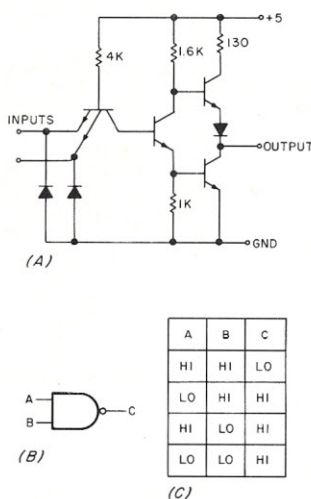 +5
4K
1.6K
130
INPUTS
OUTPUT
1K
GND
(A)
A
B
C
(B)
A B C
HI HI LO
LO HI HI
HI LO HI
LO LO HI
(C)